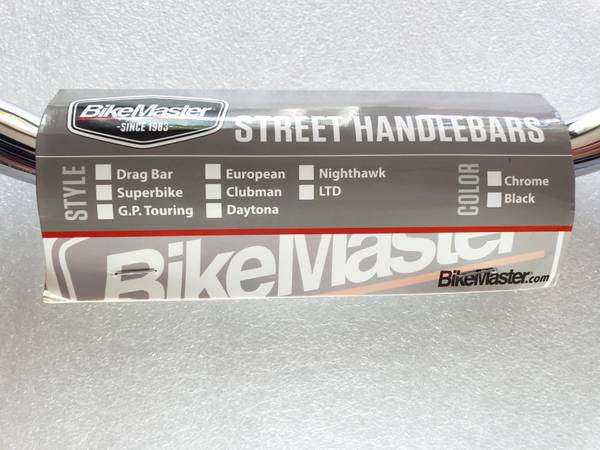 BikeMaster
-SINCE 1983-
STREET HANDLEBARS
STYLE
Drag Bar
Superbike
G.P. Touring
European
Clubman
Daytona
Nighthawk
LTD
COLOR
Chrome
Black
BikeMaster
BikeMaster.com